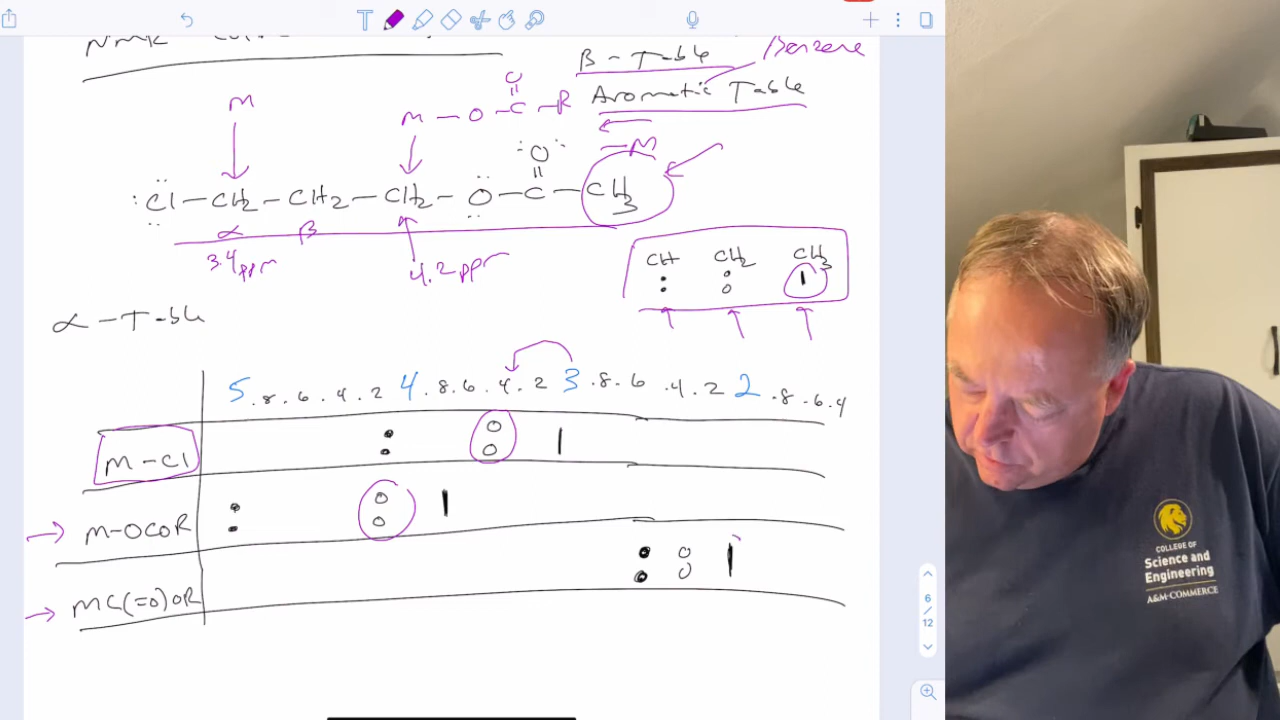 Benzene
β - Table
Aromatic Table
O
M M - O - C - R
- M
:O:
:Cl - CH2 - CH2 - CH2 - O - C - CH3
α β
3.4 ppm 4.2 ppm
CH CH2 CH3
α - Table
5 .8 .6 .4 .2 4 .8 .6 .4 .2 3 .8 .6 .4 .2 2 .8 .6 .4
M - Cl
M - OCOR
MC(=O)OR
COLLEGE OF
Science and
Engineering
A&M-COMMERCE
6
/
12